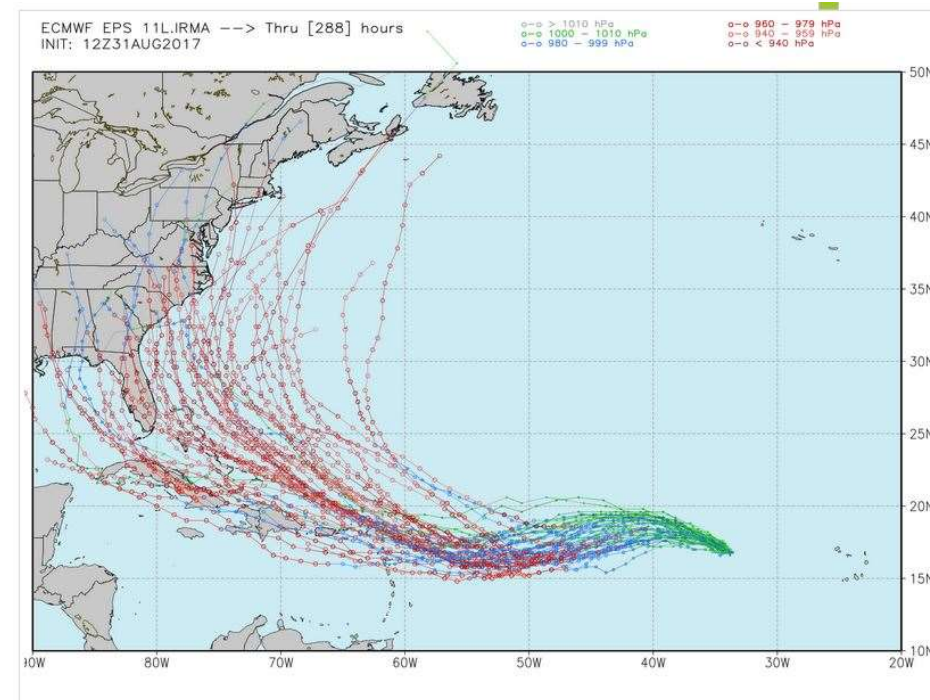 ECMWF EPS 11L.IRMA --> Thru [288] hours
INIT: 12Z31AUG2017
o-o > 1010 hPa
o-o 1000 - 1010 hPa
o-o 980 - 999 hPa
o-o 960 - 979 hPa
o-o 940 - 959 hPa
o-o < 940 hPa
50N
45N
40N
35N
30N
25N
20N
15N
10N
80W
70W
60W
50W
40W
30W
20W